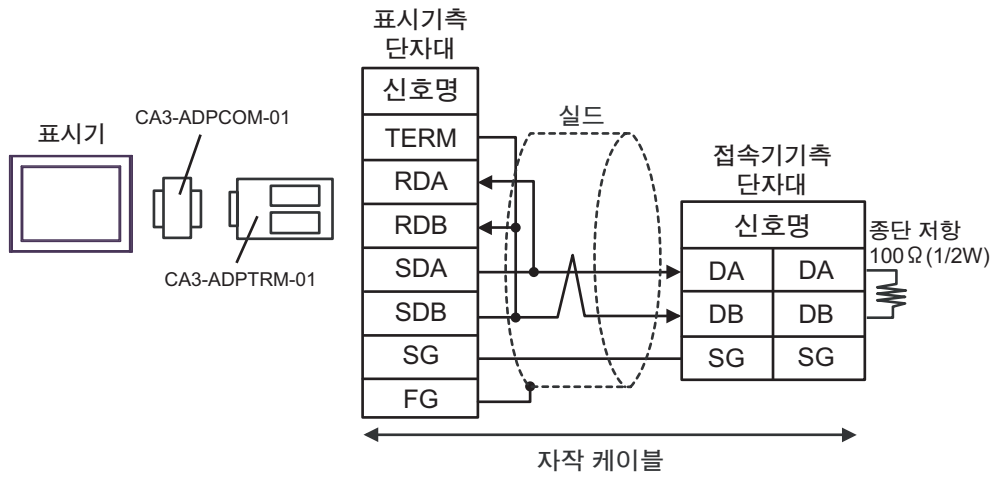 표시기측
단자대
신호명
TERM
RDA
RDB
SDA
SDB
SG
FG
표시기
CA3-ADPCOM-01
CA3-ADPTRM-01
실드
접속기기측
단자대
신호명
DA DA
DB DB
SG SG
종단 저항
100Ω(1/2W)
자작 케이블